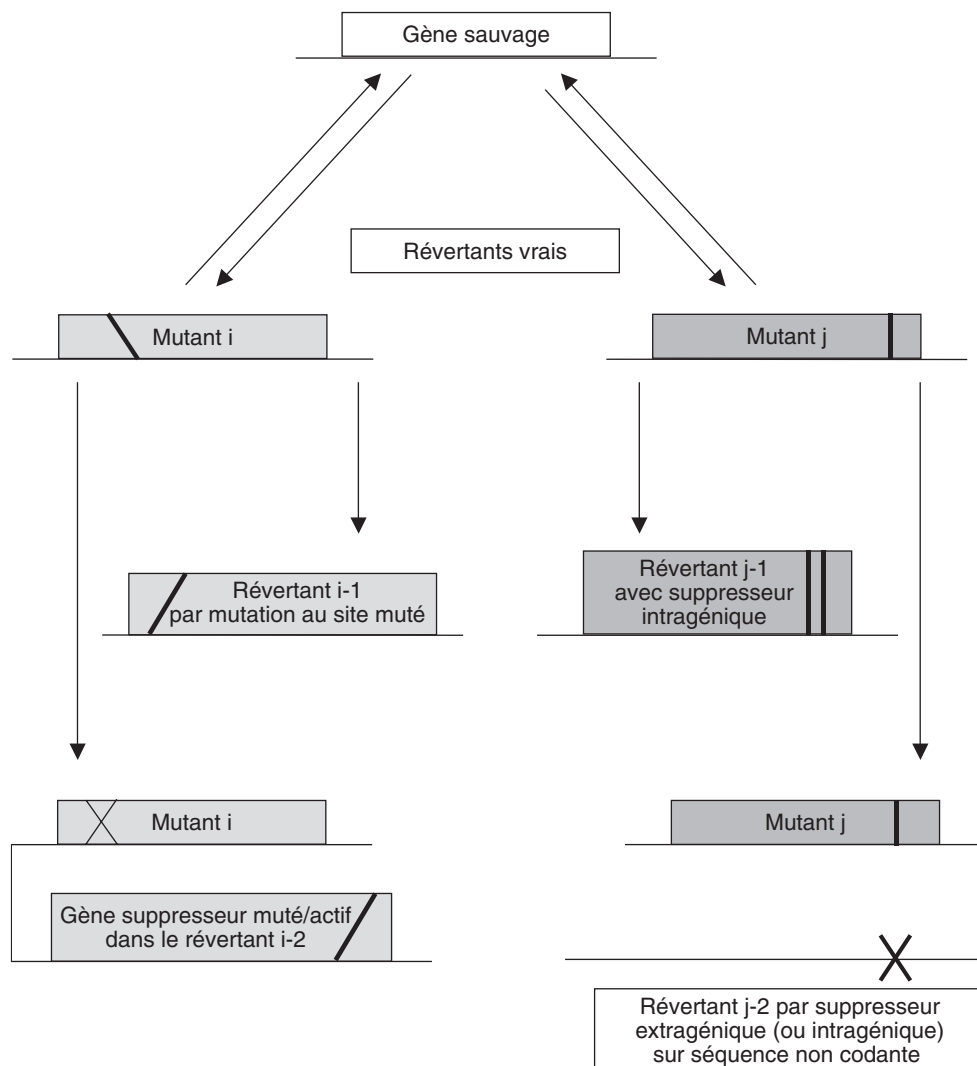 Gène sauvage
Révertants vrais
Mutant i
Mutant j
Révertant i-1
par mutation au site muté
Révertant j-1
avec suppresseur
intragénique
Mutant i
Mutant j
Gène suppresseur muté/actif
dans le révertant i-2
Révertant j-2 par suppresseur
extragénique (ou intragénique)
sur séquence non codante